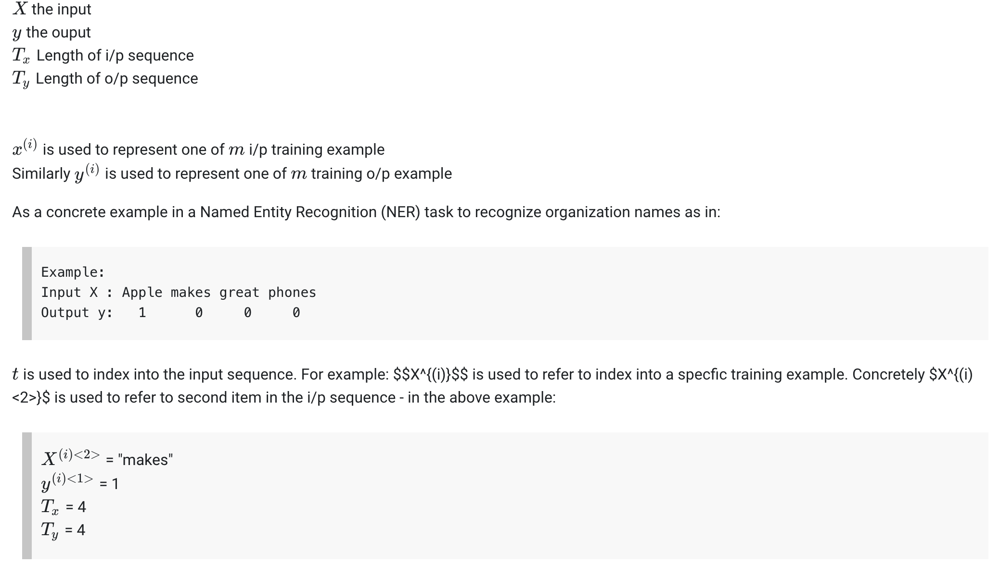 X the input
y the ouput
Tₓ Length of i/p sequence
T_y Length of o/p sequence
x^(i) is used to represent one of m i/p training example
Similarly y^(i) is used to represent one of m training o/p example
As a concrete example in a Named Entity Recognition (NER) task to recognize organization names as in:
Example:
Input X : Apple makes great phones
Output y:   1      0     0     0
t is used to index into the input sequence. For example: $$X^{(i)}$$ is used to refer to index into a specfic training example. Concretely $X^{(i)
<2>}$ is used to refer to second item in the i/p sequence - in the above example:
X^(i)<2> = "makes"
y^(i)<1> = 1
Tₓ = 4
T_y = 4